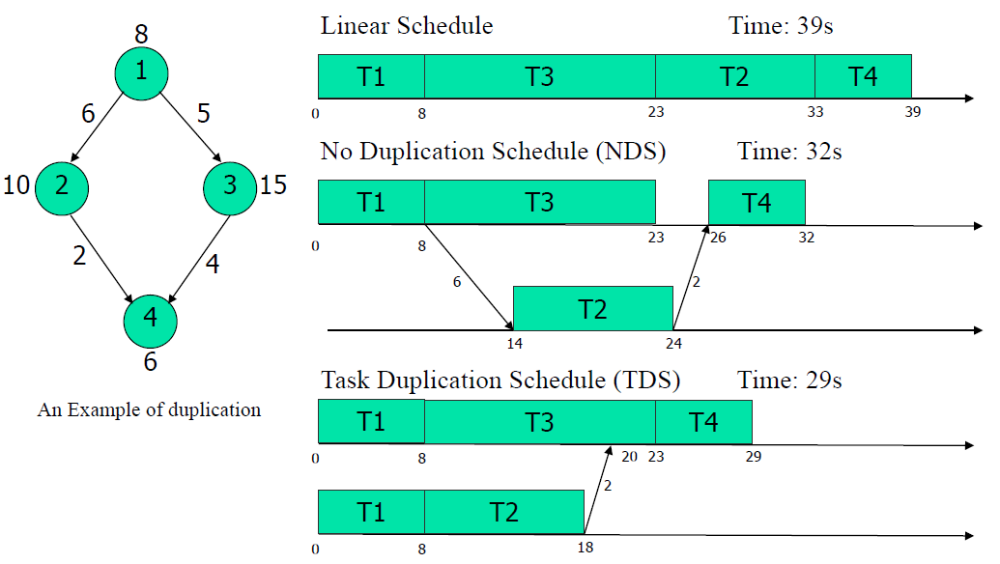 8
1
6
5
10
2
3
15
2
4
4
6
An Example of duplication
Linear Schedule Time: 39s
T1 T3 T2 T4
0 8 23 33 39
No Duplication Schedule (NDS) Time: 32s
T1 T3 T4
0 8 23 26 32
6 2
T2
14 24
Task Duplication Schedule (TDS) Time: 29s
T1 T3 T4
0 8 20 23 29
2
T1 T2
0 8 18